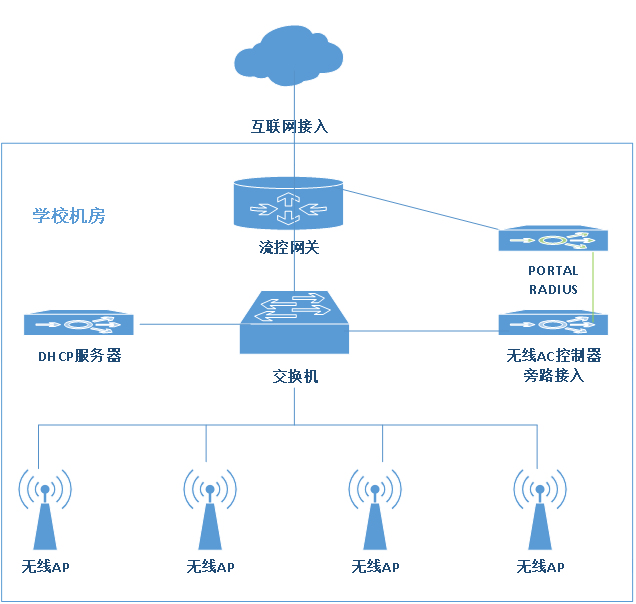 互联网接入
学校机房
流控网关
PORTAL
RADIUS
DHCP服务器
交换机
无线AC控制器
旁路接入
无线AP
无线AP
无线AP
无线AP